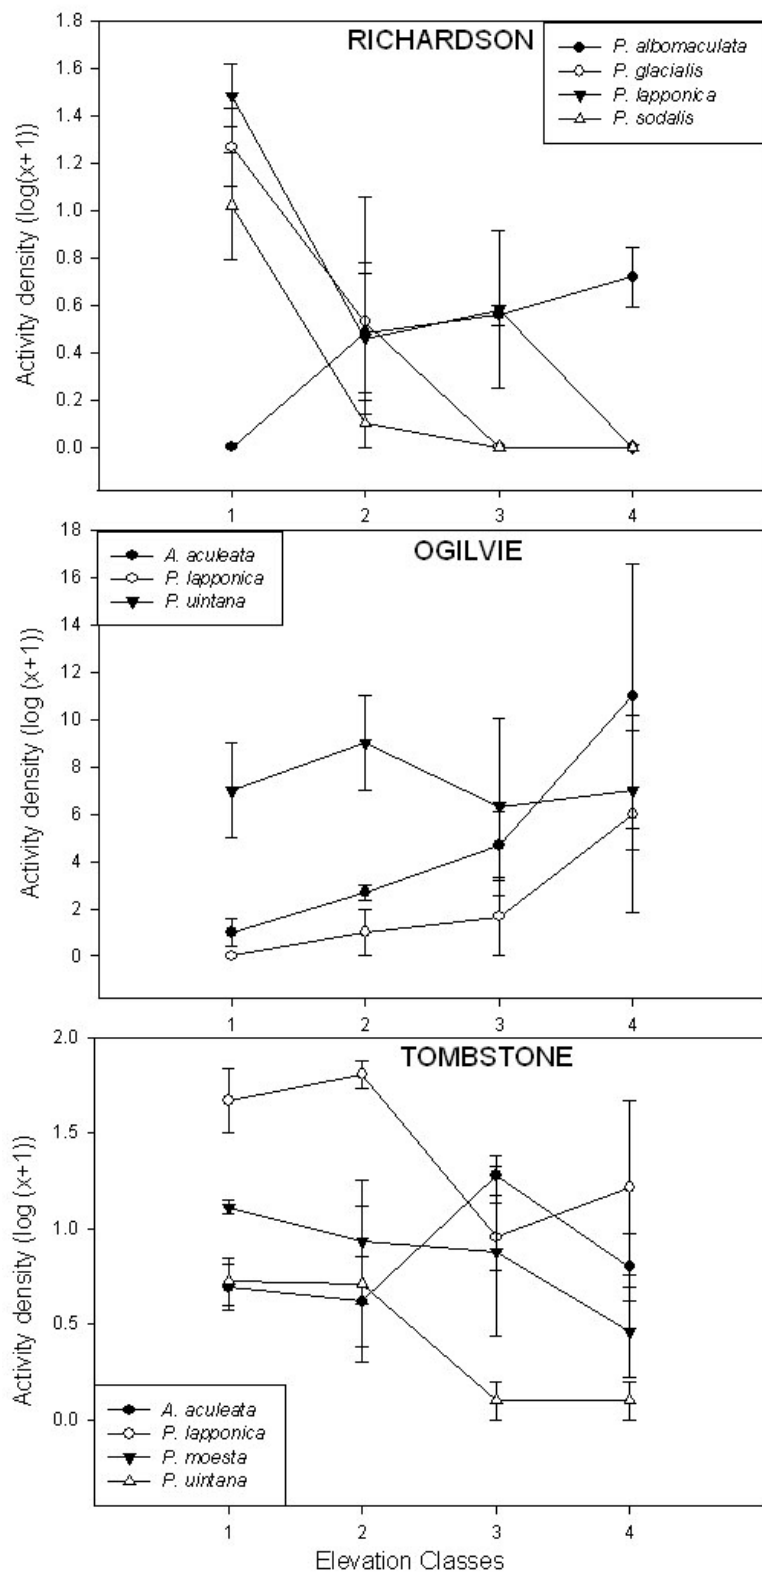 RICHARDSON
P. albomaculata
P. glacialis
P. lapponica
P. sodalis
Activity density (log(x+1))
1.8
1.6
1.4
1.2
1.0
0.8
0.6
0.4
0.2
0.0
1 2 3 4
OGILVIE
A. aculeata
P. lapponica
P. uintana
Activity density (log (x+1))
18
16
14
12
10
8
6
4
2
0
1 2 3 4
TOMBSTONE
Activity density (log (x+1))
2.0
1.5
1.0
0.5
0.0
A. aculeata
P. lapponica
P. moesta
P. uintana
1 2 3 4
Elevation Classes